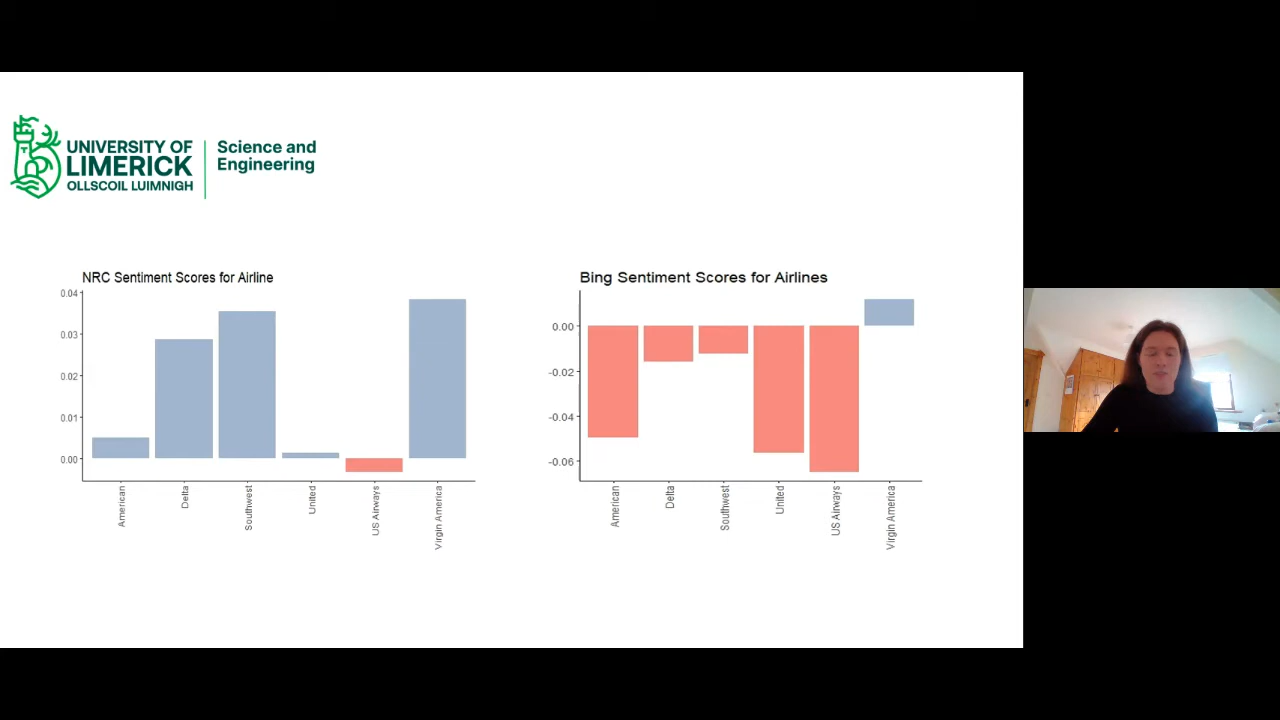 UNIVERSITY OF
LIMERICK
OLLSCOIL LUIMNIGH
Science and
Engineering
NRC Sentiment Scores for Airline
0.04
0.03
0.02
0.01
0.00
American
Delta
Southwest
United
US Airways
Virgin America
Bing Sentiment Scores for Airlines
0.00
-0.02
-0.04
-0.06
American
Delta
Southwest
United
US Airways
Virgin America